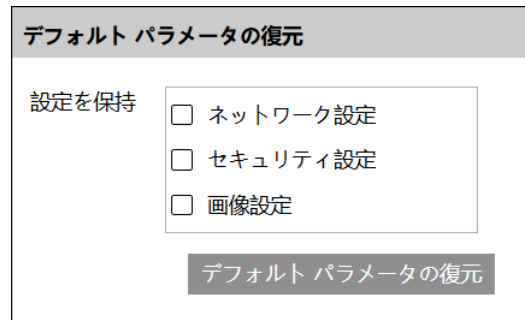 デフォルト パラメータの復元
設定を保持
ネットワーク設定
セキュリティ設定
画像設定
デフォルト パラメータの復元